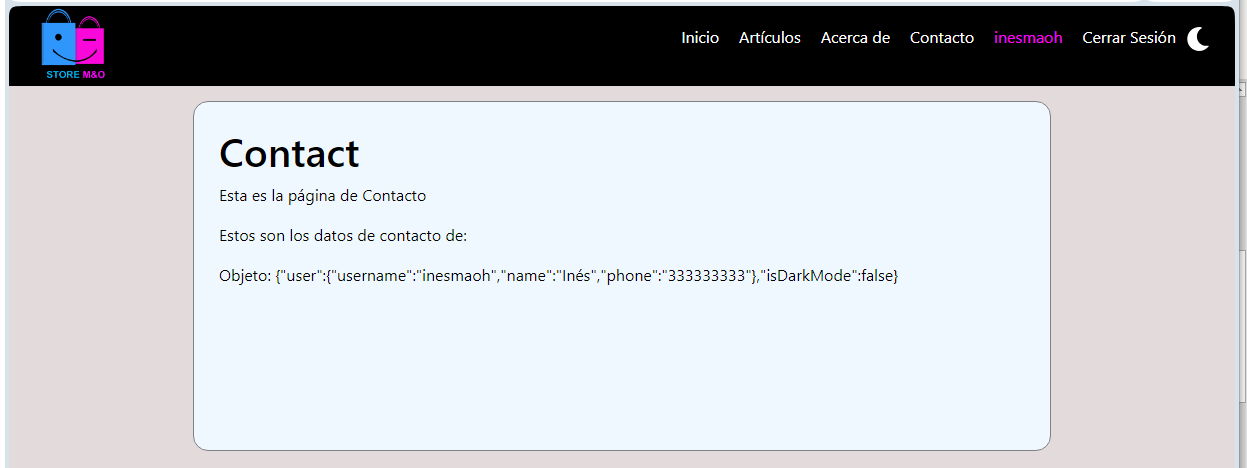 STORE M&O
Inicio Artículos Acerca de Contacto inesmaoh Cerrar Sesión
Contact
Esta es la página de Contacto
Estos son los datos de contacto de:
Objeto: {"user":{"username":"inesmaoh","name":"Inés","phone":"333333333"},"isDarkMode":false}